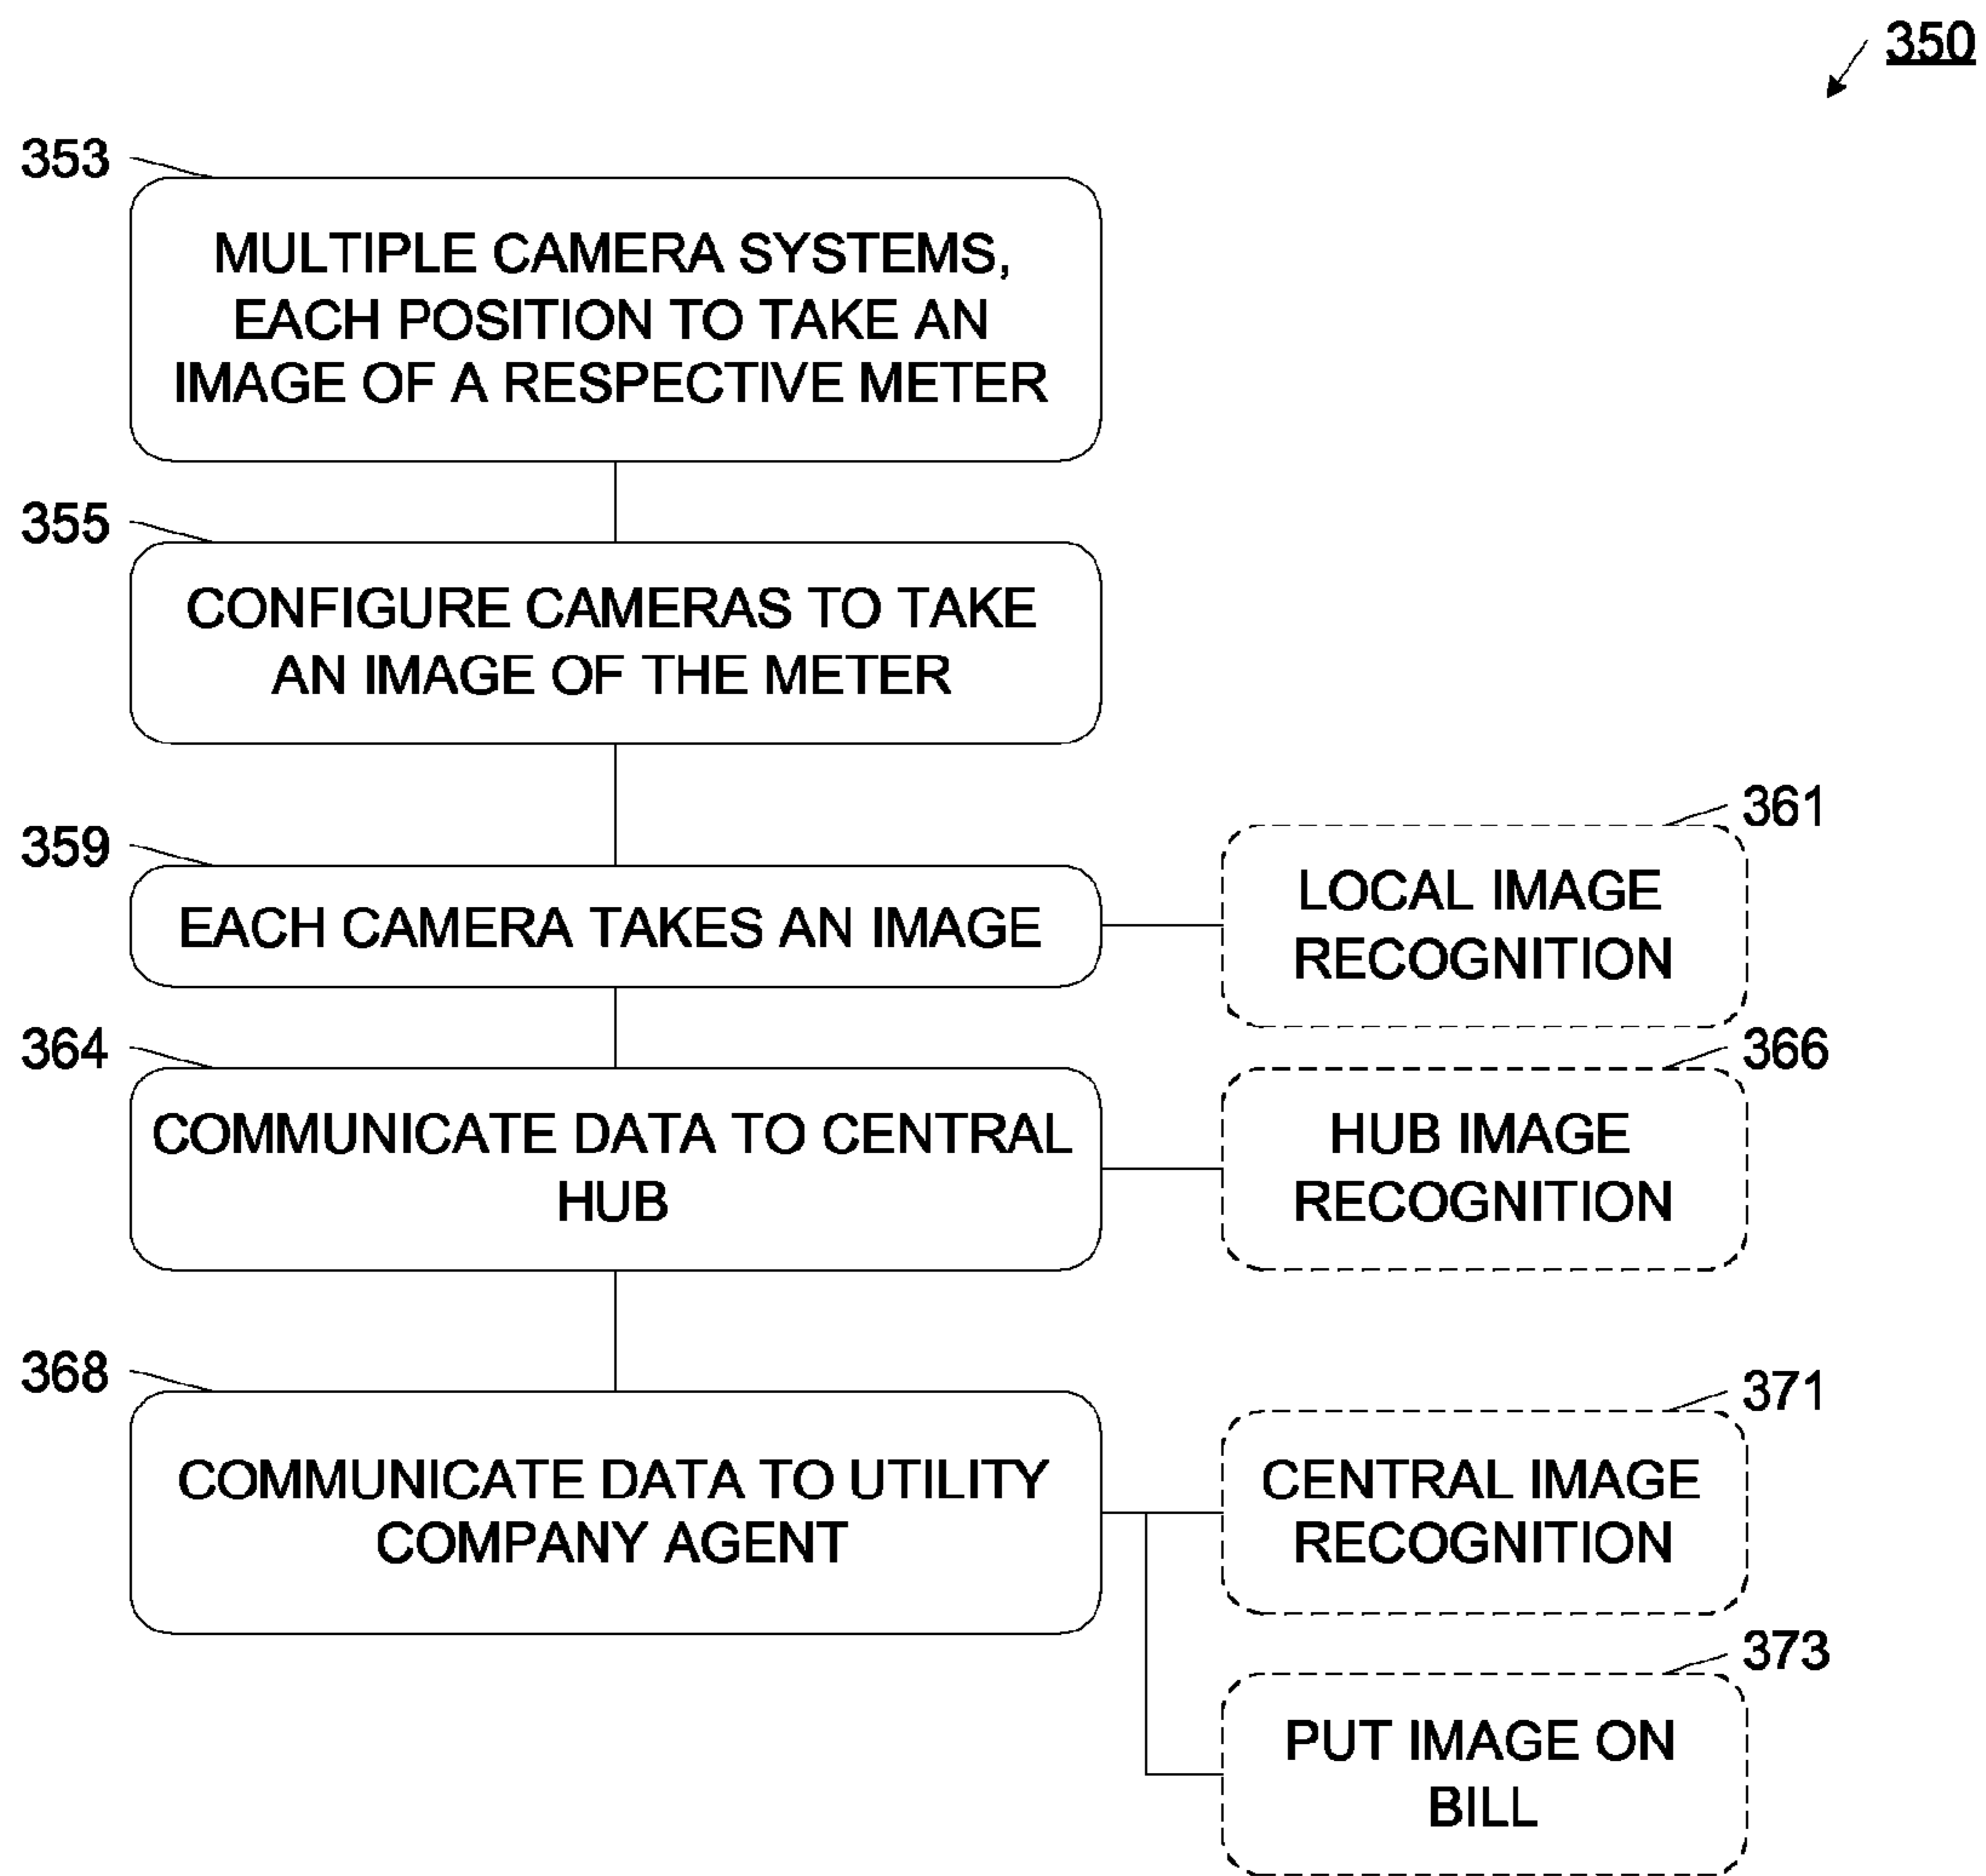 350
353
MULTIPLE CAMERA SYSTEMS,
EACH POSITION TO TAKE AN
IMAGE OF A RESPECTIVE METER
355
CONFIGURE CAMERAS TO TAKE
AN IMAGE OF THE METER
359
EACH CAMERA TAKES AN IMAGE
361
LOCAL IMAGE
RECOGNITION
364
COMMUNICATE DATA TO CENTRAL
HUB
366
HUB IMAGE
RECOGNITION
368
COMMUNICATE DATA TO UTILITY
COMPANY AGENT
371
CENTRAL IMAGE
RECOGNITION
373
PUT IMAGE ON
BILL